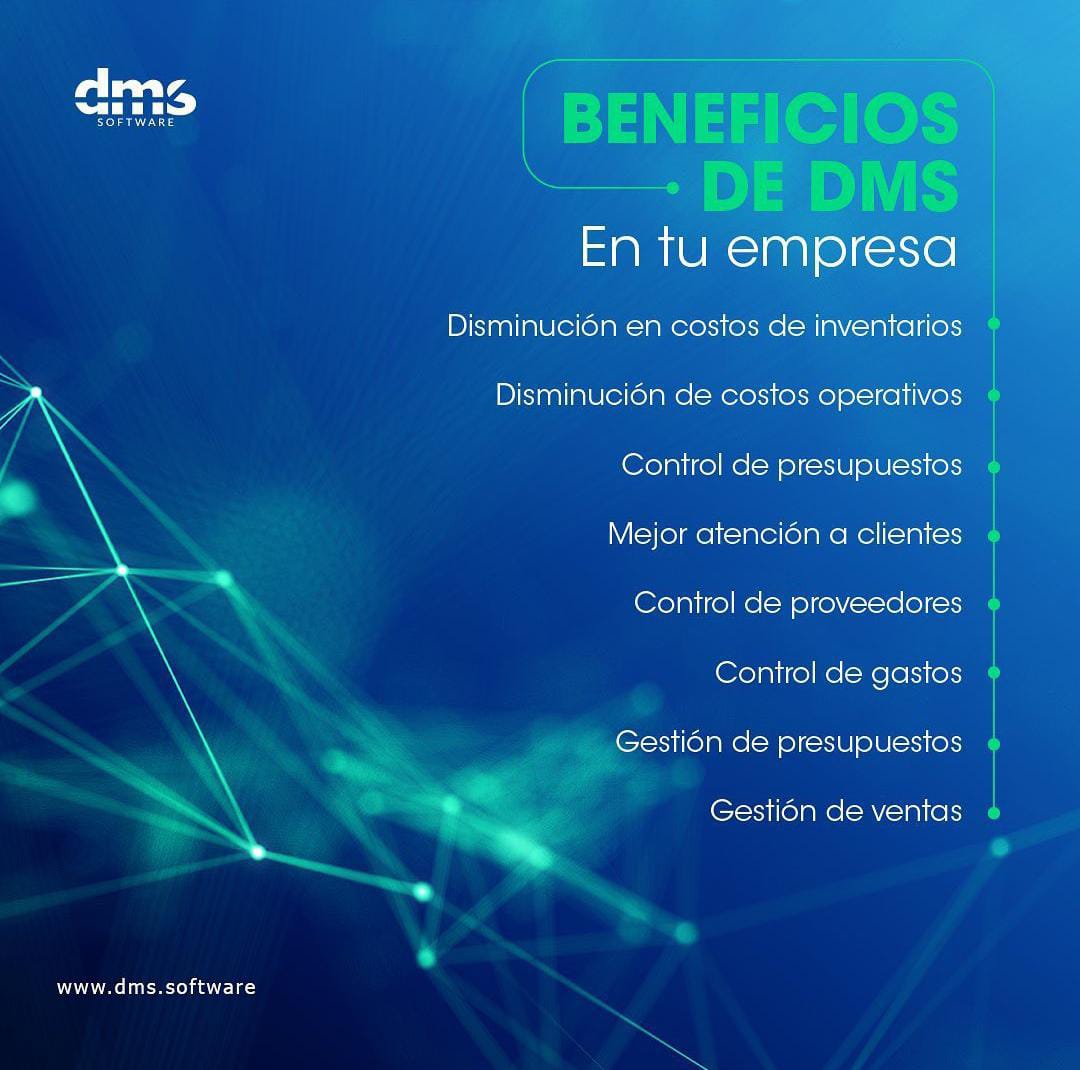 dms
SOFTWARE
BENEFICIOS
DE DMS
En tu empresa
Disminución en costos de inventarios
Disminución de costos operativos
Control de presupuestos
Mejor atención a clientes
Control de proveedores
Control de gastos
Gestión de presupuestos
Gestión de ventas
www.dms.software